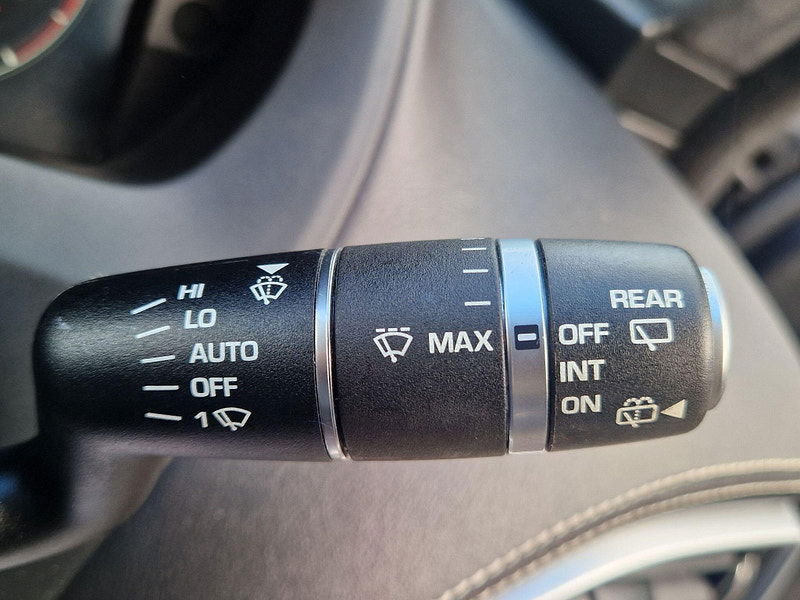 HI
LO
AUTO
OFF
1
MAX
REAR
OFF
INT
ON